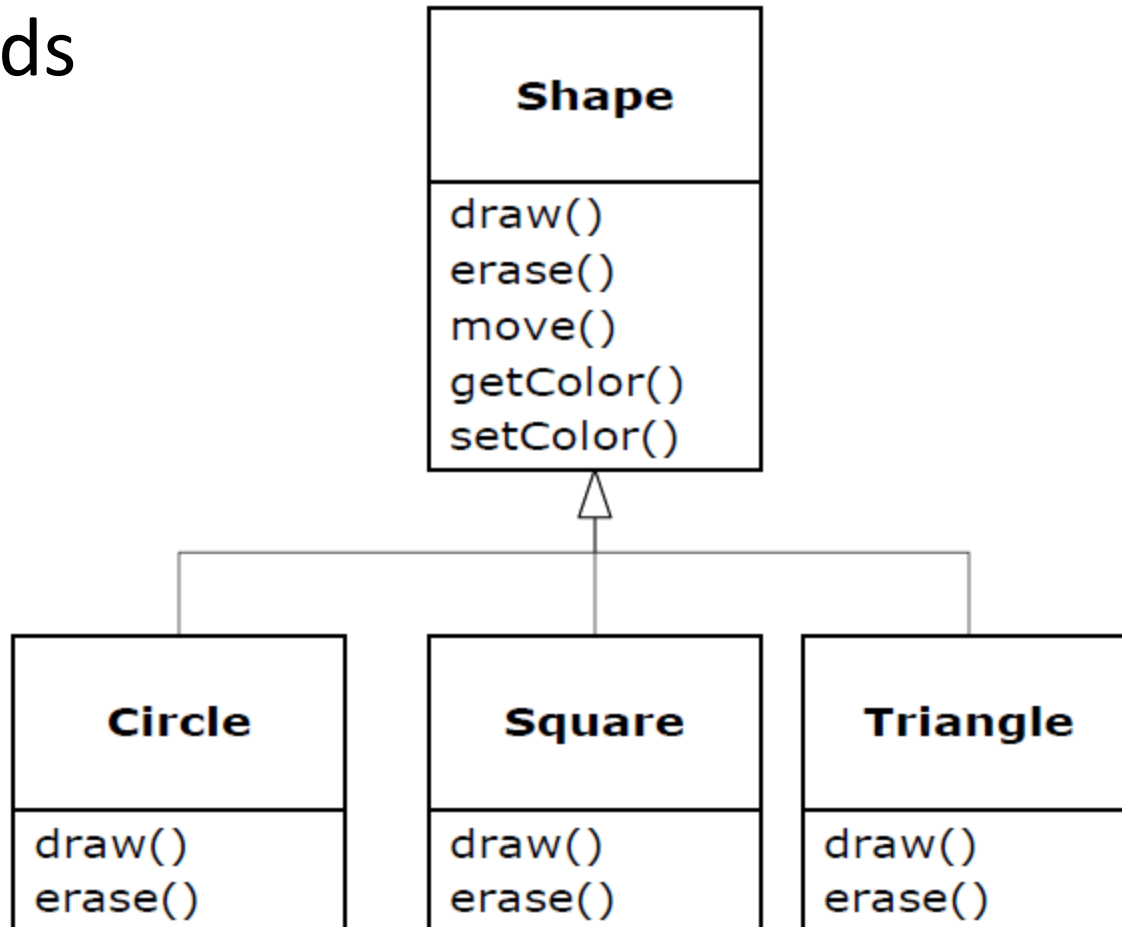 ds
Shape
draw()
erase()
move()
getColor()
setColor()
Circle
draw()
erase()
Square
draw()
erase()
Triangle
draw()
erase()